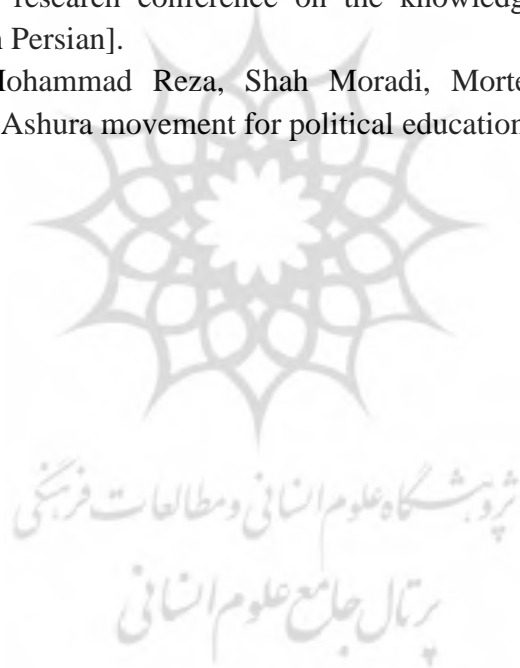 research conference on the knowledg
n Persian].
Mohammad Reza, Shah Moradi, Morte
Ashura movement for political education
پژوهشگاه علوم انسانی و مطالعات فرهنگی
پرتال جامع علوم انسانی